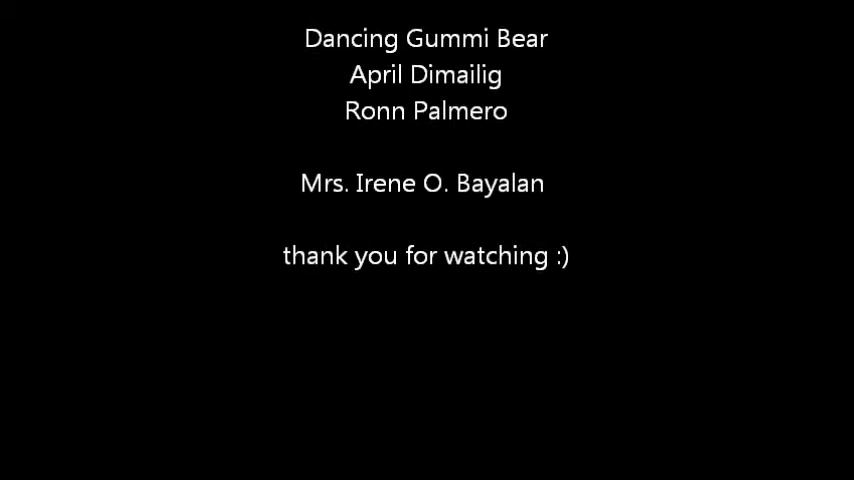 Dancing Gummi Bear
April Dimailig
Ronn Palmero
Mrs. Irene O. Bayalan
thank you for watching :)